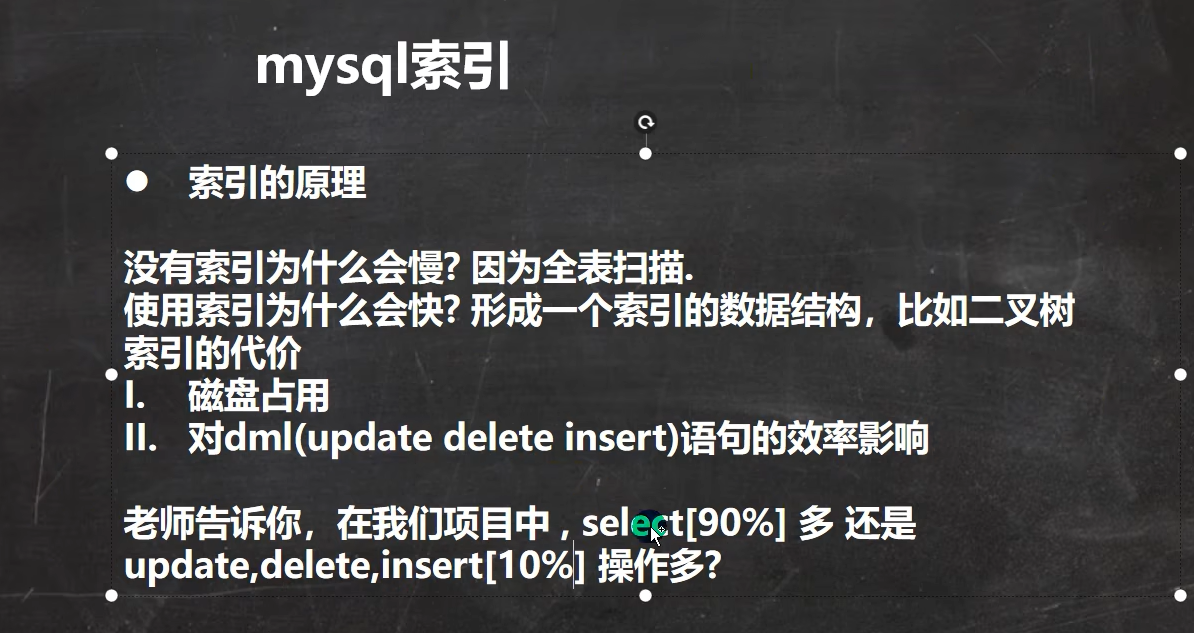 mysql索引
● 索引的原理
没有索引为什么会慢? 因为全表扫描.
使用索引为什么会快? 形成一个索引的数据结构，比如二叉树
索引的代价
I. 磁盘占用
II. 对dml(update delete insert)语句的效率影响
老师告诉你，在我们项目中 , select[90%] 多 还是
update,delete,insert[10%] 操作多?